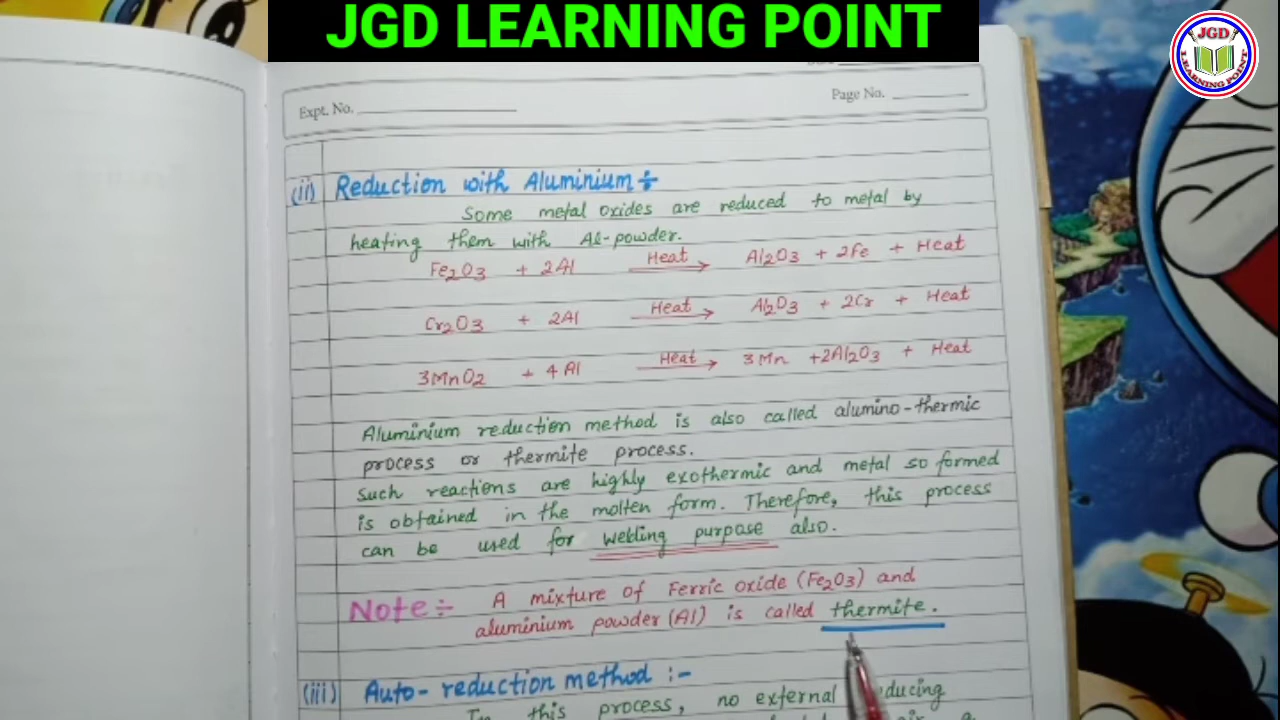 JGD LEARNING POINT
JGD
LEARNING POINT
Expt. No.
Page No.
(ii) Reduction with Aluminium ÷
Some metal oxides are reduced to metal by
heating them with Al-powder.
Fe2O3 + 2Al Heat → Al2O3 + 2Fe + Heat
Cr2O3 + 2Al Heat → Al2O3 + 2Cr + Heat
3MnO2 + 4Al Heat → 3Mn + 2Al2O3 + Heat
Aluminium reduction method is also called alumino-thermic
process or thermite process.
Such reactions are highly exothermic and metal so formed
is obtained in the molten form. Therefore, this process
can be used for welding purpose also.
Note ÷ A mixture of Ferric oxide (Fe2O3) and
aluminium powder (Al) is called thermite.
(iii) Auto-reduction method :-
In this process, no external